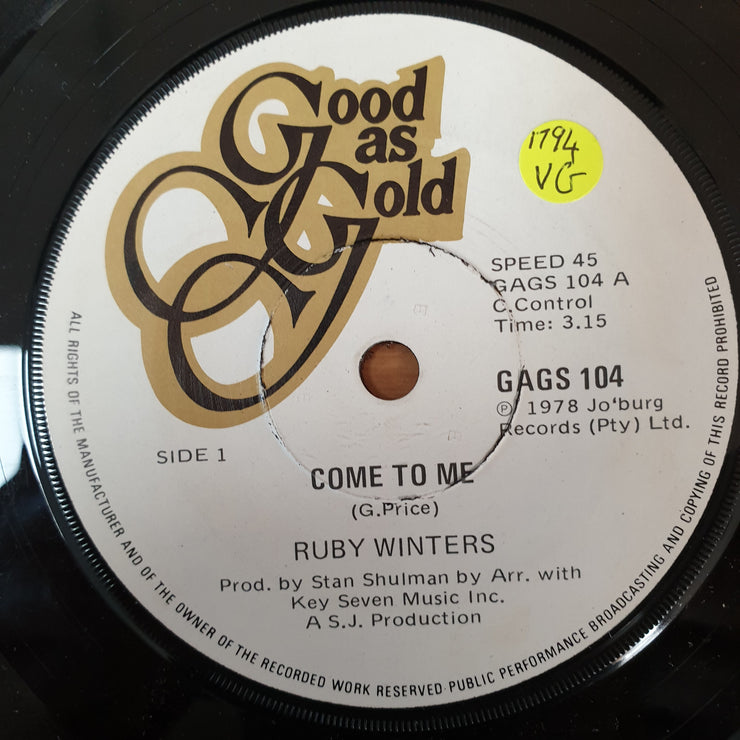 Good
as
Gold
1794
VG
SPEED 45
GAGS 104 A
C Control
Time: 3.15
GAGS 104
℗ 1978 Jo'burg
Records (Pty) Ltd.
SIDE 1
COME TO ME
(G.Price)
RUBY WINTERS
Prod. by Stan Shulman by Arr. with
Key Seven Music Inc.
A S.J. Production
ALL RIGHTS OF THE MANUFACTURER AND OF THE OWNER OF THE RECORDED WORK RESERVED·PUBLIC PERFORMANCE BROADCASTING AND COPYING OF THIS RECORD PROHIBITED